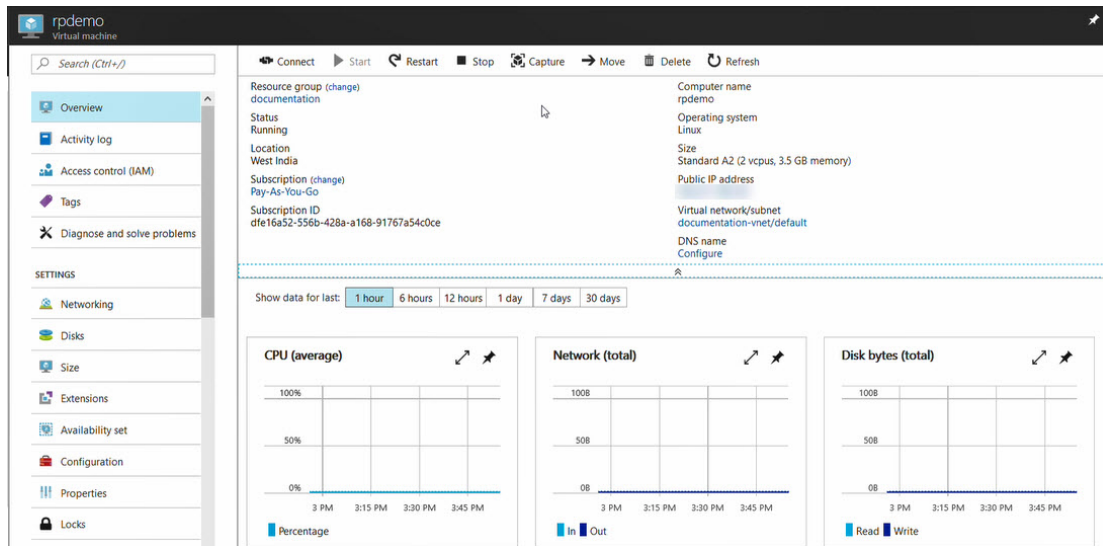 rpdemo
Virtual machine
Search (Ctrl+/)
Overview
Activity log
Access control (IAM)
Tags
Diagnose and solve problems
SETTINGS
Networking
Disks
Size
Extensions
Availability set
Configuration
Properties
Locks
Connect Start Restart Stop Capture Move Delete Refresh
Resource group (change)
documentation
Status
Running
Location
West India
Subscription (change)
Pay-As-You-Go
Subscription ID
dfe16a52-556b-428a-a168-91767a54c0ce
Computer name
rpdemo
Operating system
Linux
Size
Standard A2 (2 vcpus, 3.5 GB memory)
Public IP address
Virtual network/subnet
documentation-vnet/default
DNS name
Configure
Show data for last: 1 hour 6 hours 12 hours 1 day 7 days 30 days
CPU (average)
100%
50%
0%
3 PM 3:15 PM 3:30 PM 3:45 PM
Percentage
Network (total)
100B
50B
0B
3 PM 3:15 PM 3:30 PM 3:45 PM
In Out
Disk bytes (total)
100B
50B
0B
3 PM 3:15 PM 3:30 PM 3:45 PM
Read Write